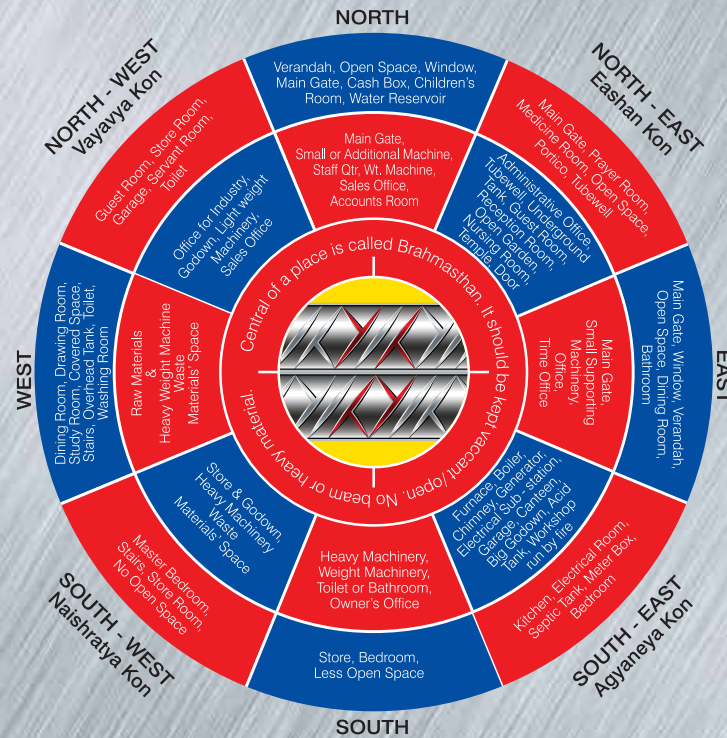 NORTH
Verandah, Open Space, Window,
Main Gate, Cash Box, Children's
Room, Water Reservoir
Main Gate,
Small or Additional Machine,
Staff Qtr, Wt. Machine,
Sales Office,
Accounts Room
NORTH - EAST
Eashan Kon
Main Gate, Prayer Room,
Medicine Room, Open Space,
Portico, Tubewell
Administrative Office,
Tubewell, Underground
Tank, Guest Room,
Reception Room,
Open Garden,
Nursing Room,
Temple, Door
EAST
Main Gate, Window, Verandah,
Open Space, Dining Room,
Bathroom
Main Gate,
Small Supporting
Machinery,
Office,
Time Office
SOUTH - EAST
Agyaneya Kon
Kitchen, Electrical Room,
Septic Tank, Meter Box,
Bedroom
Furnace, Boiler,
Chimney, Generator,
Electrical Sub - station,
Garage, Canteen,
Big Godown, Acid
Tank, Workshop
run by fire
SOUTH
Store, Bedroom,
Less Open Space
Heavy Machinery,
Weight Machinery,
Toilet or Bathroom,
Owner's Office
SOUTH - WEST
Naishratya Kon
Master Bedroom,
Stairs, Store Room,
No Open Space
Store & Godown,
Heavy Machinery
Waste
Materials' Space
WEST
Dining Room, Drawing Room,
Study Room, Covered Space,
Stairs, Overhead Tank, Toilet,
Washing Room
Raw Materials
&
Heavy Weight Machine
Waste
Materials' Space
NORTH - WEST
Vayavya Kon
Guest Room, Store Room,
Garage, Servant Room,
Toilet
Office for Industry,
Godown, Light weight
Machinery,
Sales Office
Central of a place is called Brahmasthan. It should be kept vaccant /open. No beam or heavy material.